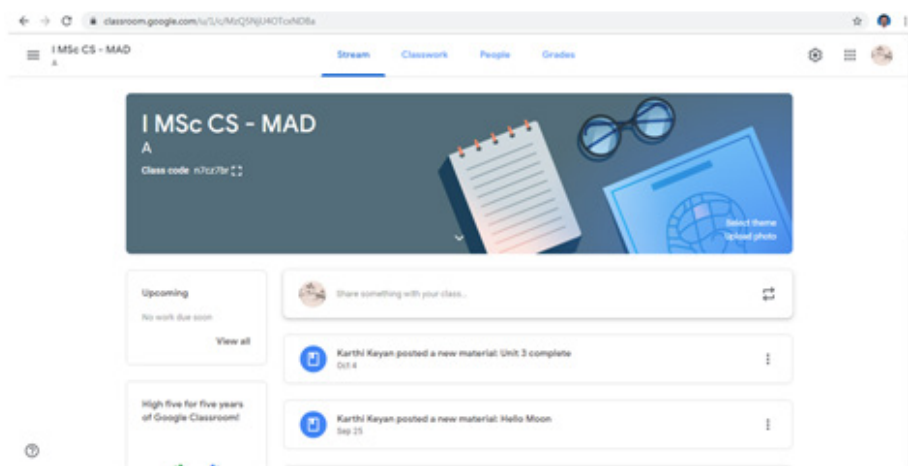 classroom.google.com/u/1/c/
I MSc CS - MAD
A
Stream Classwork People Grades
I MSc CS - MAD
A
Class code n7cz7br
Select theme
Upload photo
Upcoming
No work due soon
View all
Share something with your class...
Karthi Keyan posted a new material: Unit 3 complete
Oct 4
High five for five years
of Google Classroom!
Karthi Keyan posted a new material: Hello Moon
Sep 25